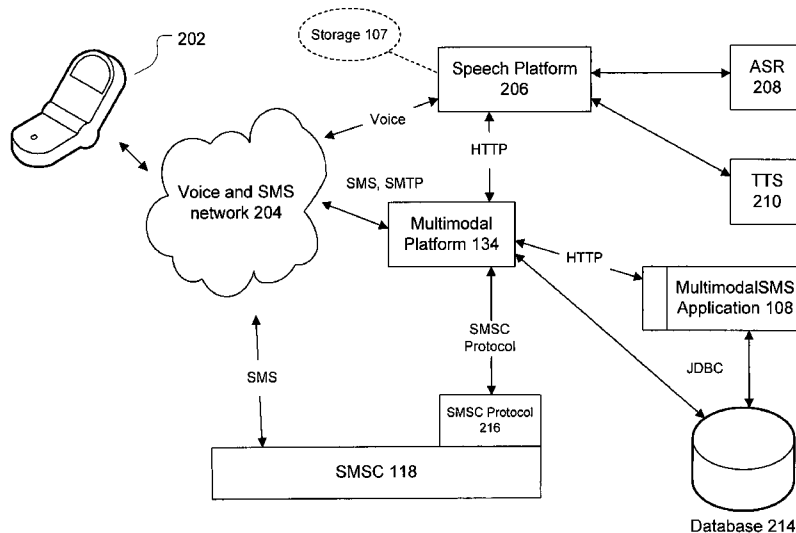 202
Storage 107
Speech Platform
206
ASR
208
Voice
HTTP
TTS
210
Voice and SMS
network 204
SMS, SMTP
Multimodal
Platform 134
HTTP
MultimodalSMS
Application 108
SMSC
Protocol
JDBC
SMS
SMSC Protocol
216
SMSC 118
Database 214